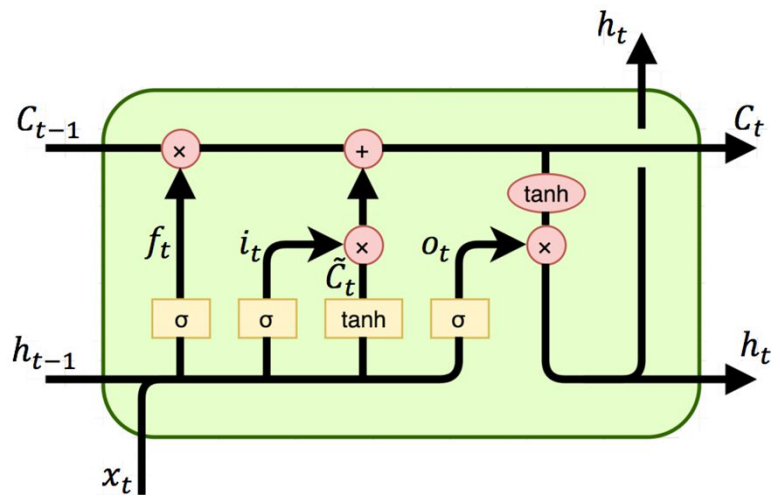 h_t
C_{t-1} × + C_t
tanh
f_t i_t × o_t ×
C̃_t
σ σ tanh σ
h_{t-1} h_t
x_t